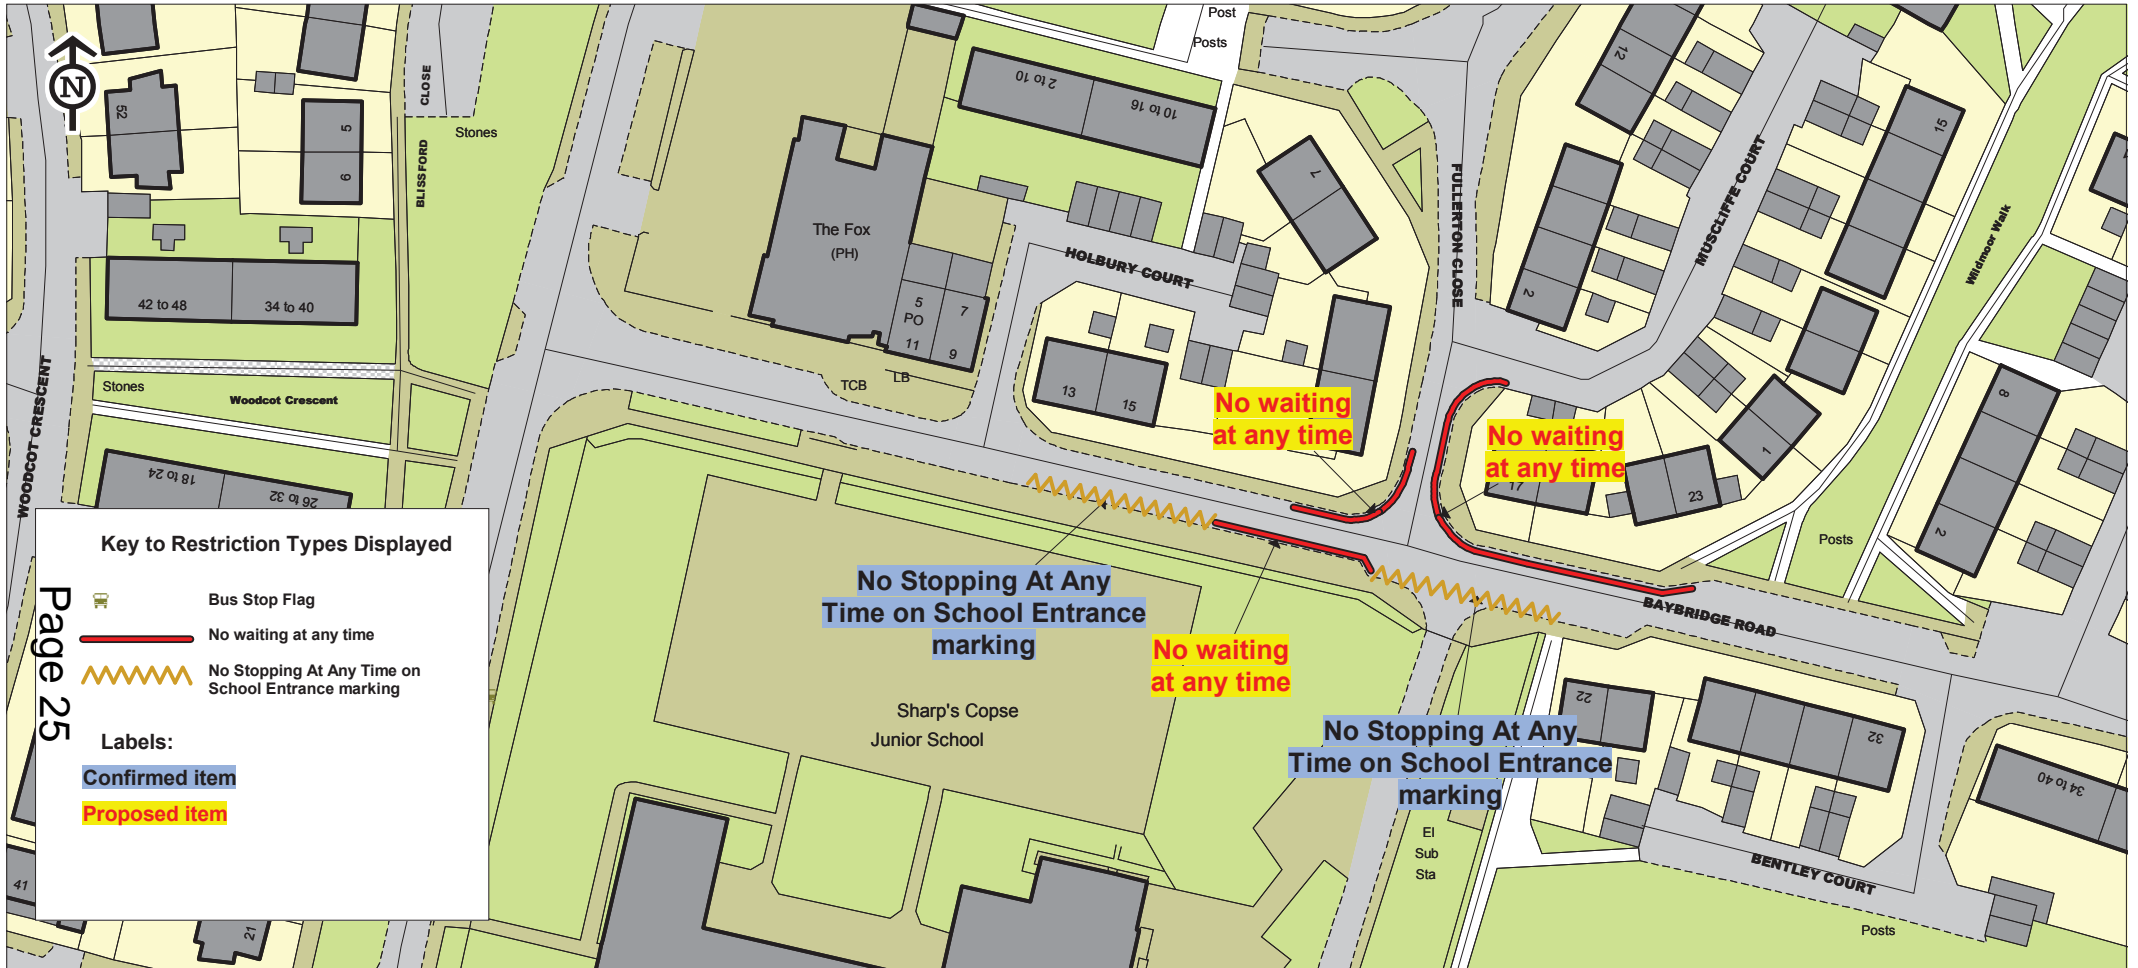 Post
Posts
N
52
5
6
CLOSE
BLISSFORD
Stones
2 to 10
10 to 16
12
15
7
FULLERTON CLOSE
MUSCLIFFE COURT
Wildmoor Walk
The Fox
(PH)
HOLBURY COURT
42 to 48
34 to 40
5
PO
7
11
9
2
TCB
LB
13
15
WOODCOT CRESCENT
Stones
Woodcot Crescent
No waiting
at any time
No waiting
at any time
8
1
17
23
2
18 to 24
26 to 32
Posts
Key to Restriction Types Displayed
Bus Stop Flag
No waiting at any time
No Stopping At Any Time on
School Entrance marking
Labels:
Confirmed item
Proposed item
Page 25
No Stopping At Any
Time on School Entrance
marking
No waiting
at any time
BAYBRIDGE ROAD
Sharp's Copse
Junior School
No Stopping At Any
Time on School Entrance
marking
22
32
34 to 40
El
Sub
Sta
BENTLEY COURT
Posts
41
21